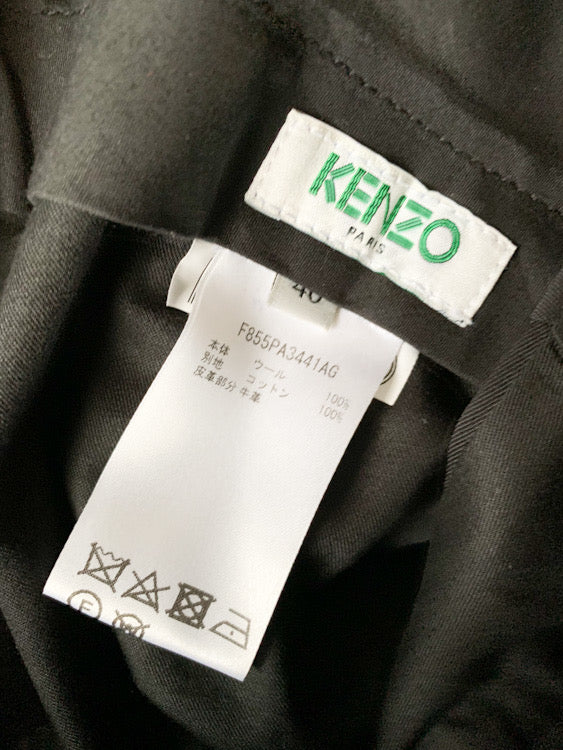 KENZO
PARIS
40
F855PA3441AG
本体 ウール 100%
別地 コットン 100%
皮革部分 牛革
F
W